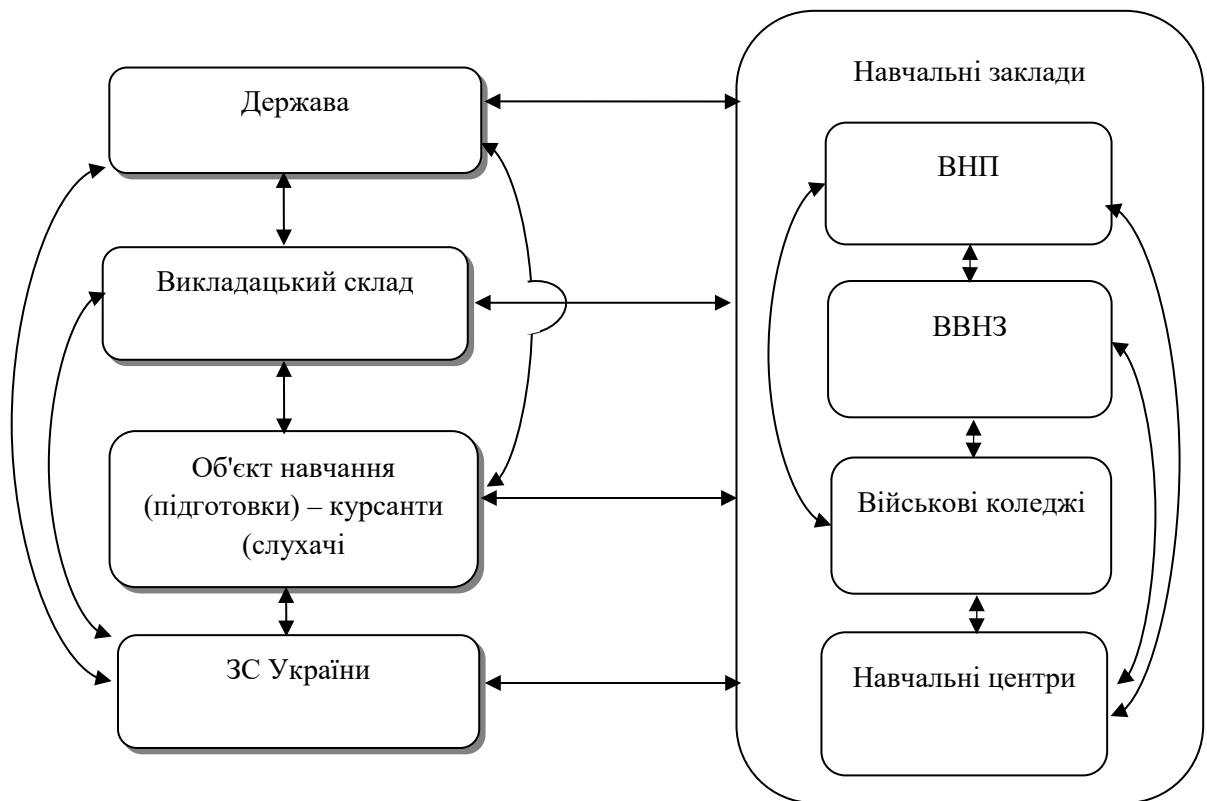 Держава
Викладацький склад
Об'єкт навчання
(підготовки) – курсанти
(слухачі
ЗС України
Навчальні заклади
ВНП
ВВНЗ
Військові коледжі
Навчальні центри